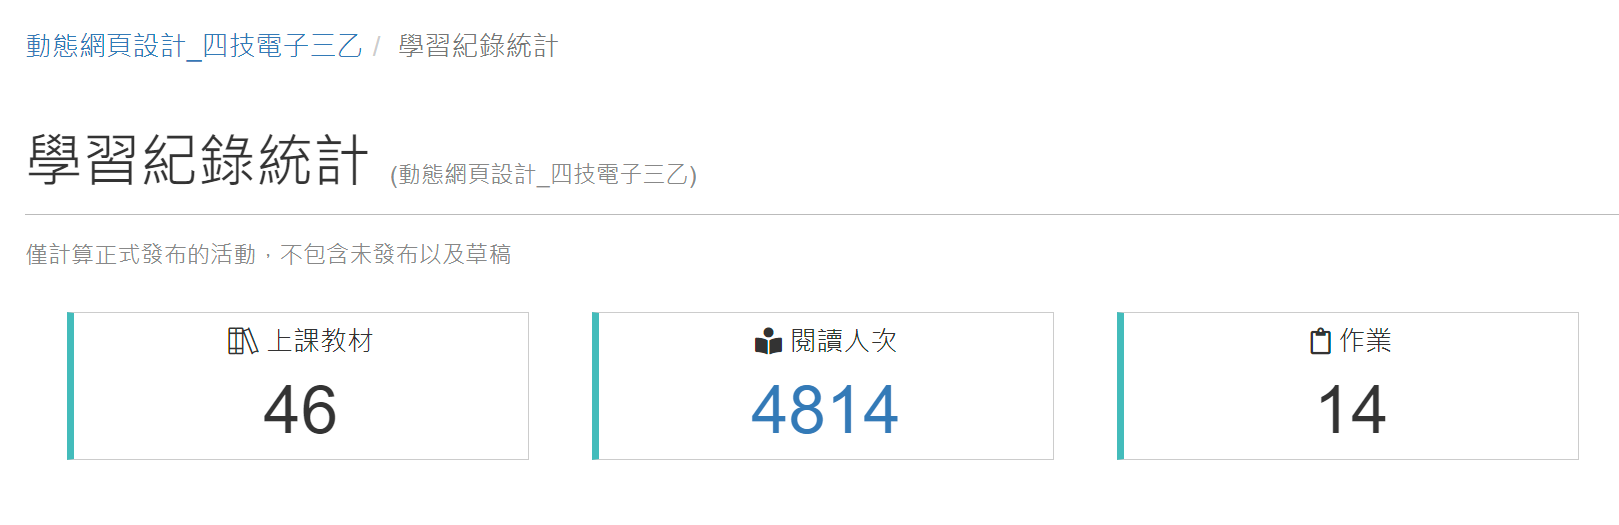 動態網頁設計_四技電子三乙 / 學習紀錄統計
學習紀錄統計 (動態網頁設計_四技電子三乙)
僅計算正式發布的活動，不包含未發布以及草稿
上課教材
46
閱讀人次
4814
作業
14